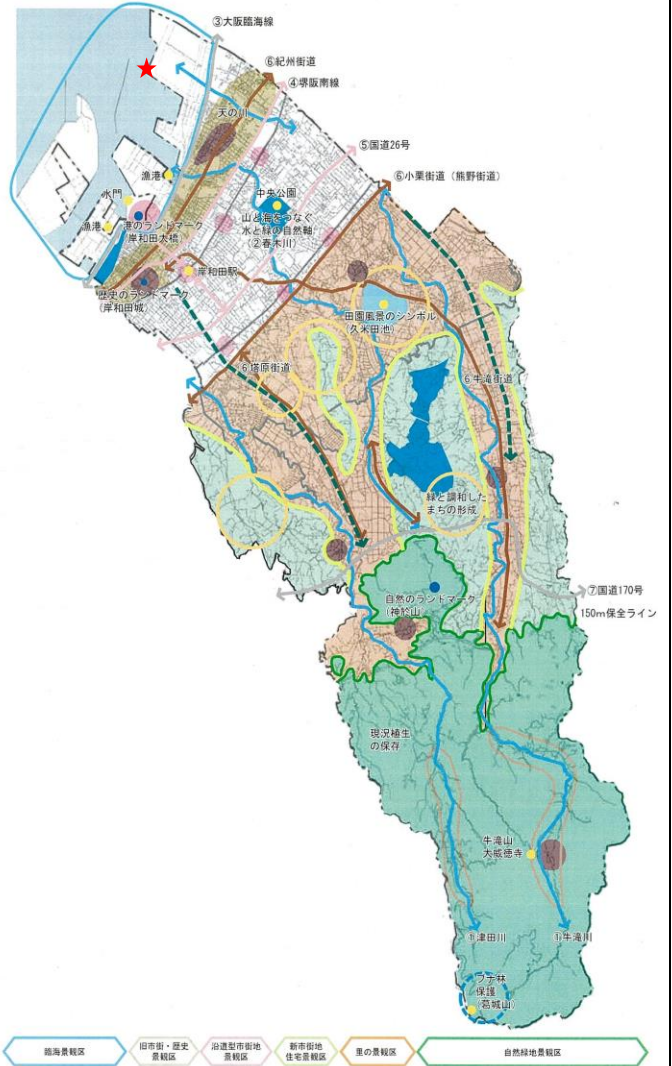 ③大阪臨海線
⑥紀州街道
④堺阪南線
天の川
⑤国道26号
漁港
⑥小栗街道（熊野街道）
水門
中央公園
漁港
港のランドマーク
岸和田大橋
山と海をつなぐ
水と緑の自然軸
（②春木川）
岸和田駅
歴史のランドマーク
（岸和田城）
田園風景のシンボル
（久米田池）
⑥塔原街道
⑥牛滝街道
緑と調和した
まちの形成
⑦国道170号
自然のランドマーク
（神於山）
150m保全ライン
現況植生
の保存
牛滝山
大威徳寺
①津田川
①牛滝川
ブナ林
保護
（葛城山）
臨海景観区
旧市街・歴史
景観区
沿道型市街地
景観区
新市街地
住宅景観区
里の景観区
自然緑地景観区